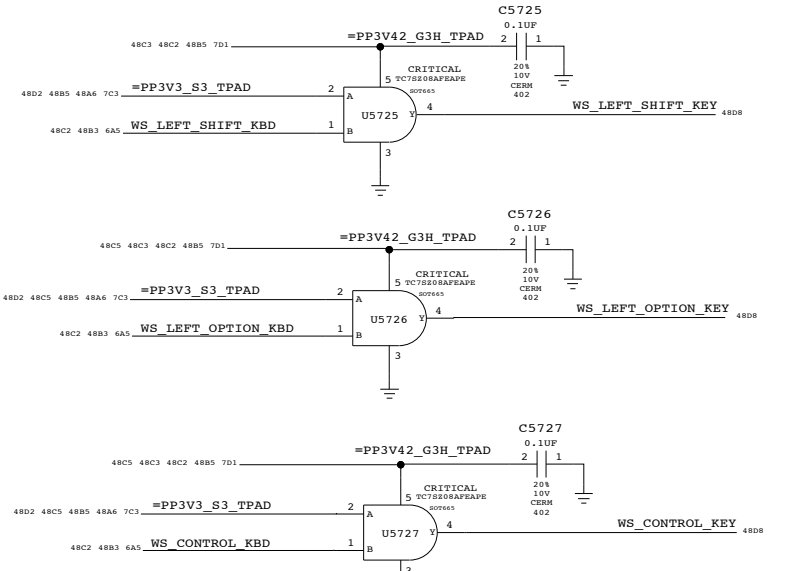 C5725
0.1UF
=PP3V42_G3H_TPAD 2 1
48C3 48C2 48B5 7D1
20%
10V
CERM
402
CRITICAL
5 TC7SZ08AFEAPE
SOT665
=PP3V3_S3_TPAD 2
48D2 48B5 48A6 7C3
A
U5725 Y 4
WS_LEFT_SHIFT_KEY 48D8
WS_LEFT_SHIFT_KBD 1
48C2 48B3 6A5
B
3
C5726
0.1UF
=PP3V42_G3H_TPAD 2 1
48C5 48C3 48C2 48B5 7D1
20%
10V
CERM
402
CRITICAL
5 TC7SZ08AFEAPE
SOT665
=PP3V3_S3_TPAD 2
48D2 48C5 48B5 48A6 7C3
A
U5726 Y 4
WS_LEFT_OPTION_KEY 48D8
WS_LEFT_OPTION_KBD 1
48C2 48B3 6A5
B
3
C5727
0.1UF
=PP3V42_G3H_TPAD 2 1
48C5 48C3 48C2 48B5 7D1
20%
10V
CERM
402
CRITICAL
5 TC7SZ08AFEAPE
SOT665
=PP3V3_S3_TPAD 2
48D2 48C5 48B5 48A6 7C3
A
U5727 Y 4
WS_CONTROL_KEY 48D8
WS_CONTROL_KBD 1
48C2 48B3 6A5
B
3